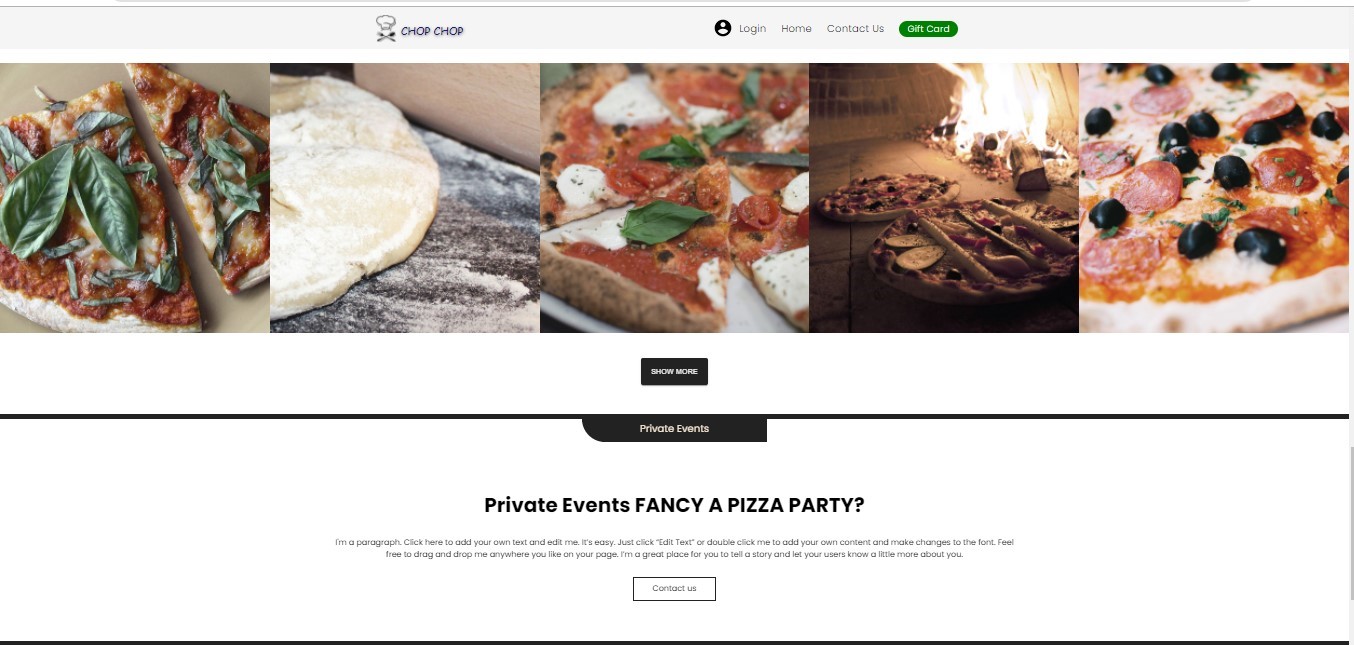 CHOP CHOP
Login Home Contact Us Gift Card
SHOW MORE
Private Events
Private Events FANCY A PIZZA PARTY?
I'm a paragraph. Click here to add your own text and edit me. It's easy. Just click "Edit Text" or double click me to add your own content and make changes to the font. Feel
free to drag and drop me anywhere you like on your page. I'm a great place for you to tell a story and let your users know a little more about you.
Contact us